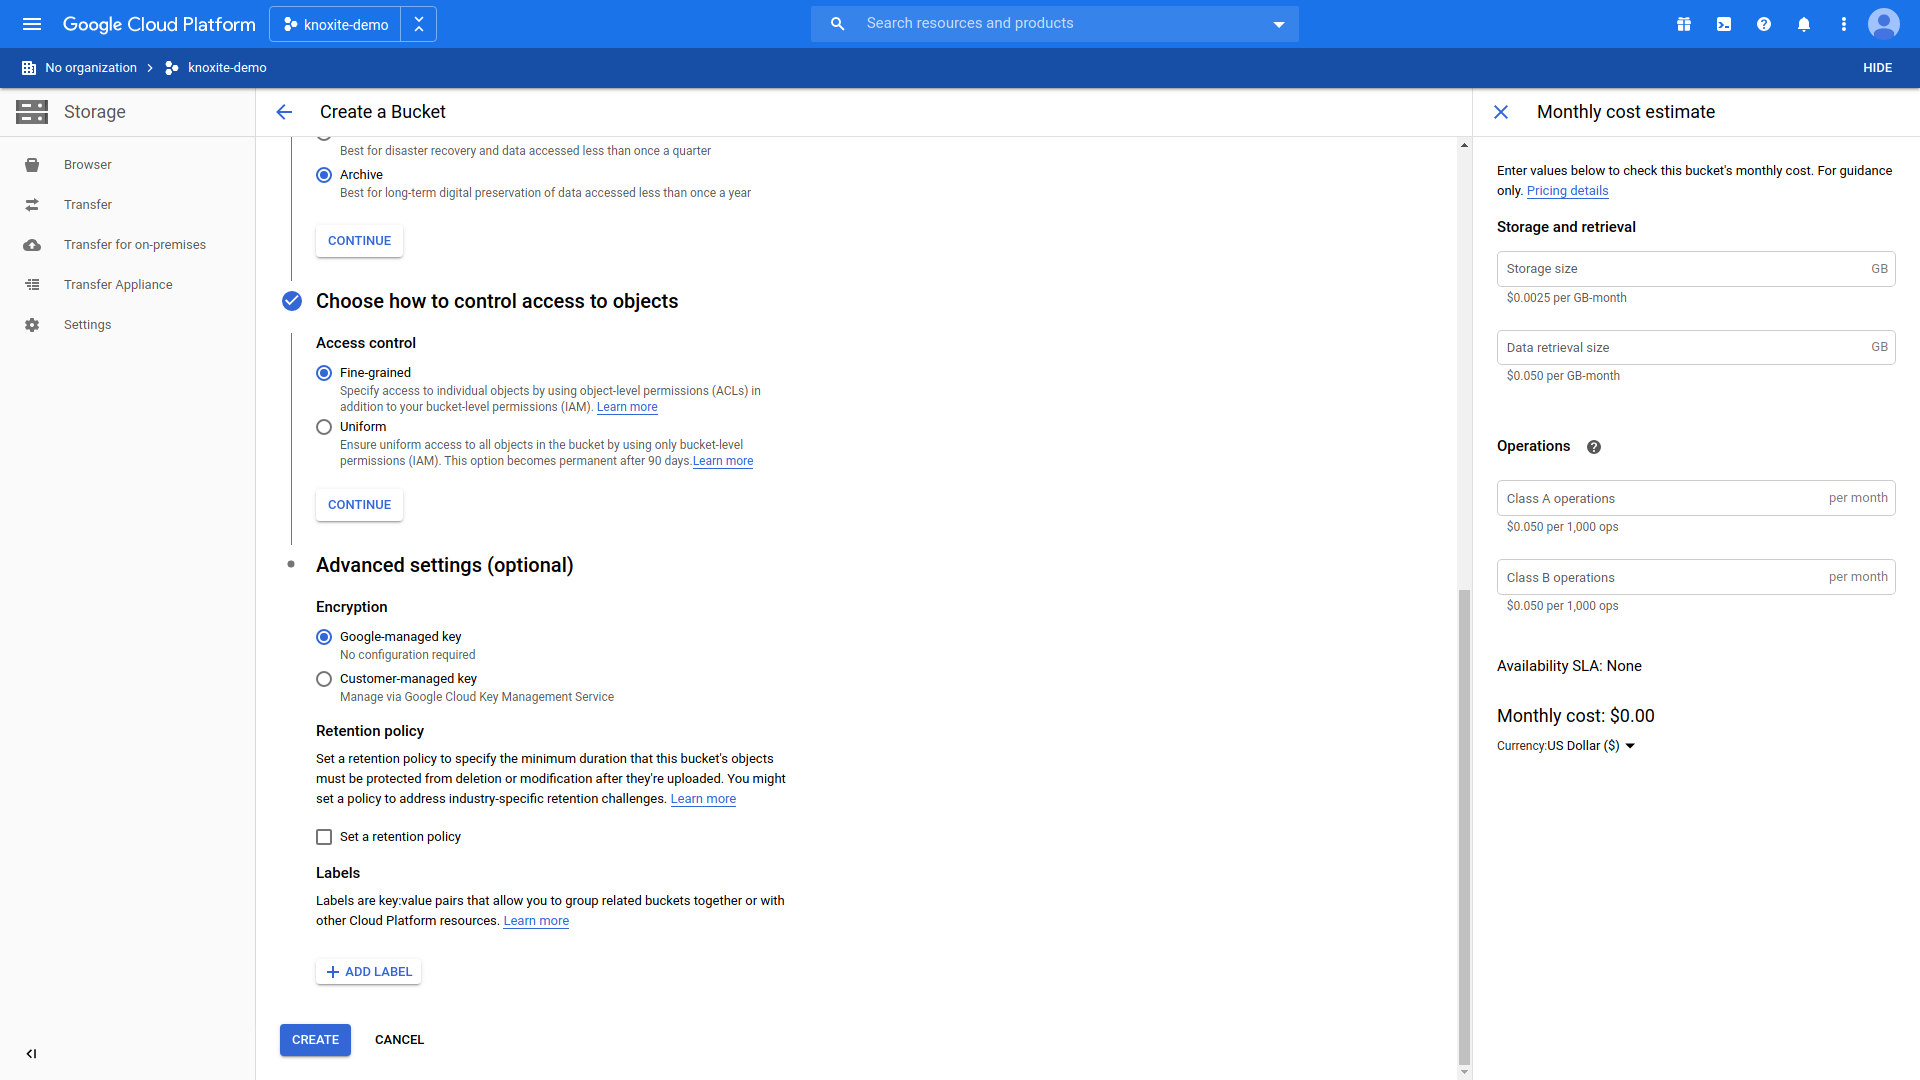 Google Cloud Platform
knoxite-demo
Search resources and products
No organization
knoxite-demo
HIDE
Storage
Browser
Transfer
Transfer for on-premises
Transfer Appliance
Settings
Create a Bucket
Best for disaster recovery and data accessed less than once a quarter
Archive
Best for long-term digital preservation of data accessed less than once a year
CONTINUE
Choose how to control access to objects
Access control
Fine-grained
Specify access to individual objects by using object-level permissions (ACLs) in
addition to your bucket-level permissions (IAM). Learn more
Uniform
Ensure uniform access to all objects in the bucket by using only bucket-level
permissions (IAM). This option becomes permanent after 90 days.Learn more
CONTINUE
Advanced settings (optional)
Encryption
Google-managed key
No configuration required
Customer-managed key
Manage via Google Cloud Key Management Service
Retention policy
Set a retention policy to specify the minimum duration that this bucket's objects
must be protected from deletion or modification after they're uploaded. You might
set a policy to address industry-specific retention challenges. Learn more
Set a retention policy
Labels
Labels are key:value pairs that allow you to group related buckets together or with
other Cloud Platform resources. Learn more
ADD LABEL
CREATE
CANCEL
Monthly cost estimate
Enter values below to check this bucket's monthly cost. For guidance
only. Pricing details
Storage and retrieval
Storage size GB
$0.0025 per GB-month
Data retrieval size GB
$0.050 per GB-month
Operations
Class A operations per month
$0.050 per 1,000 ops
Class B operations per month
$0.050 per 1,000 ops
Availability SLA: None
Monthly cost: $0.00
Currency:US Dollar ($)